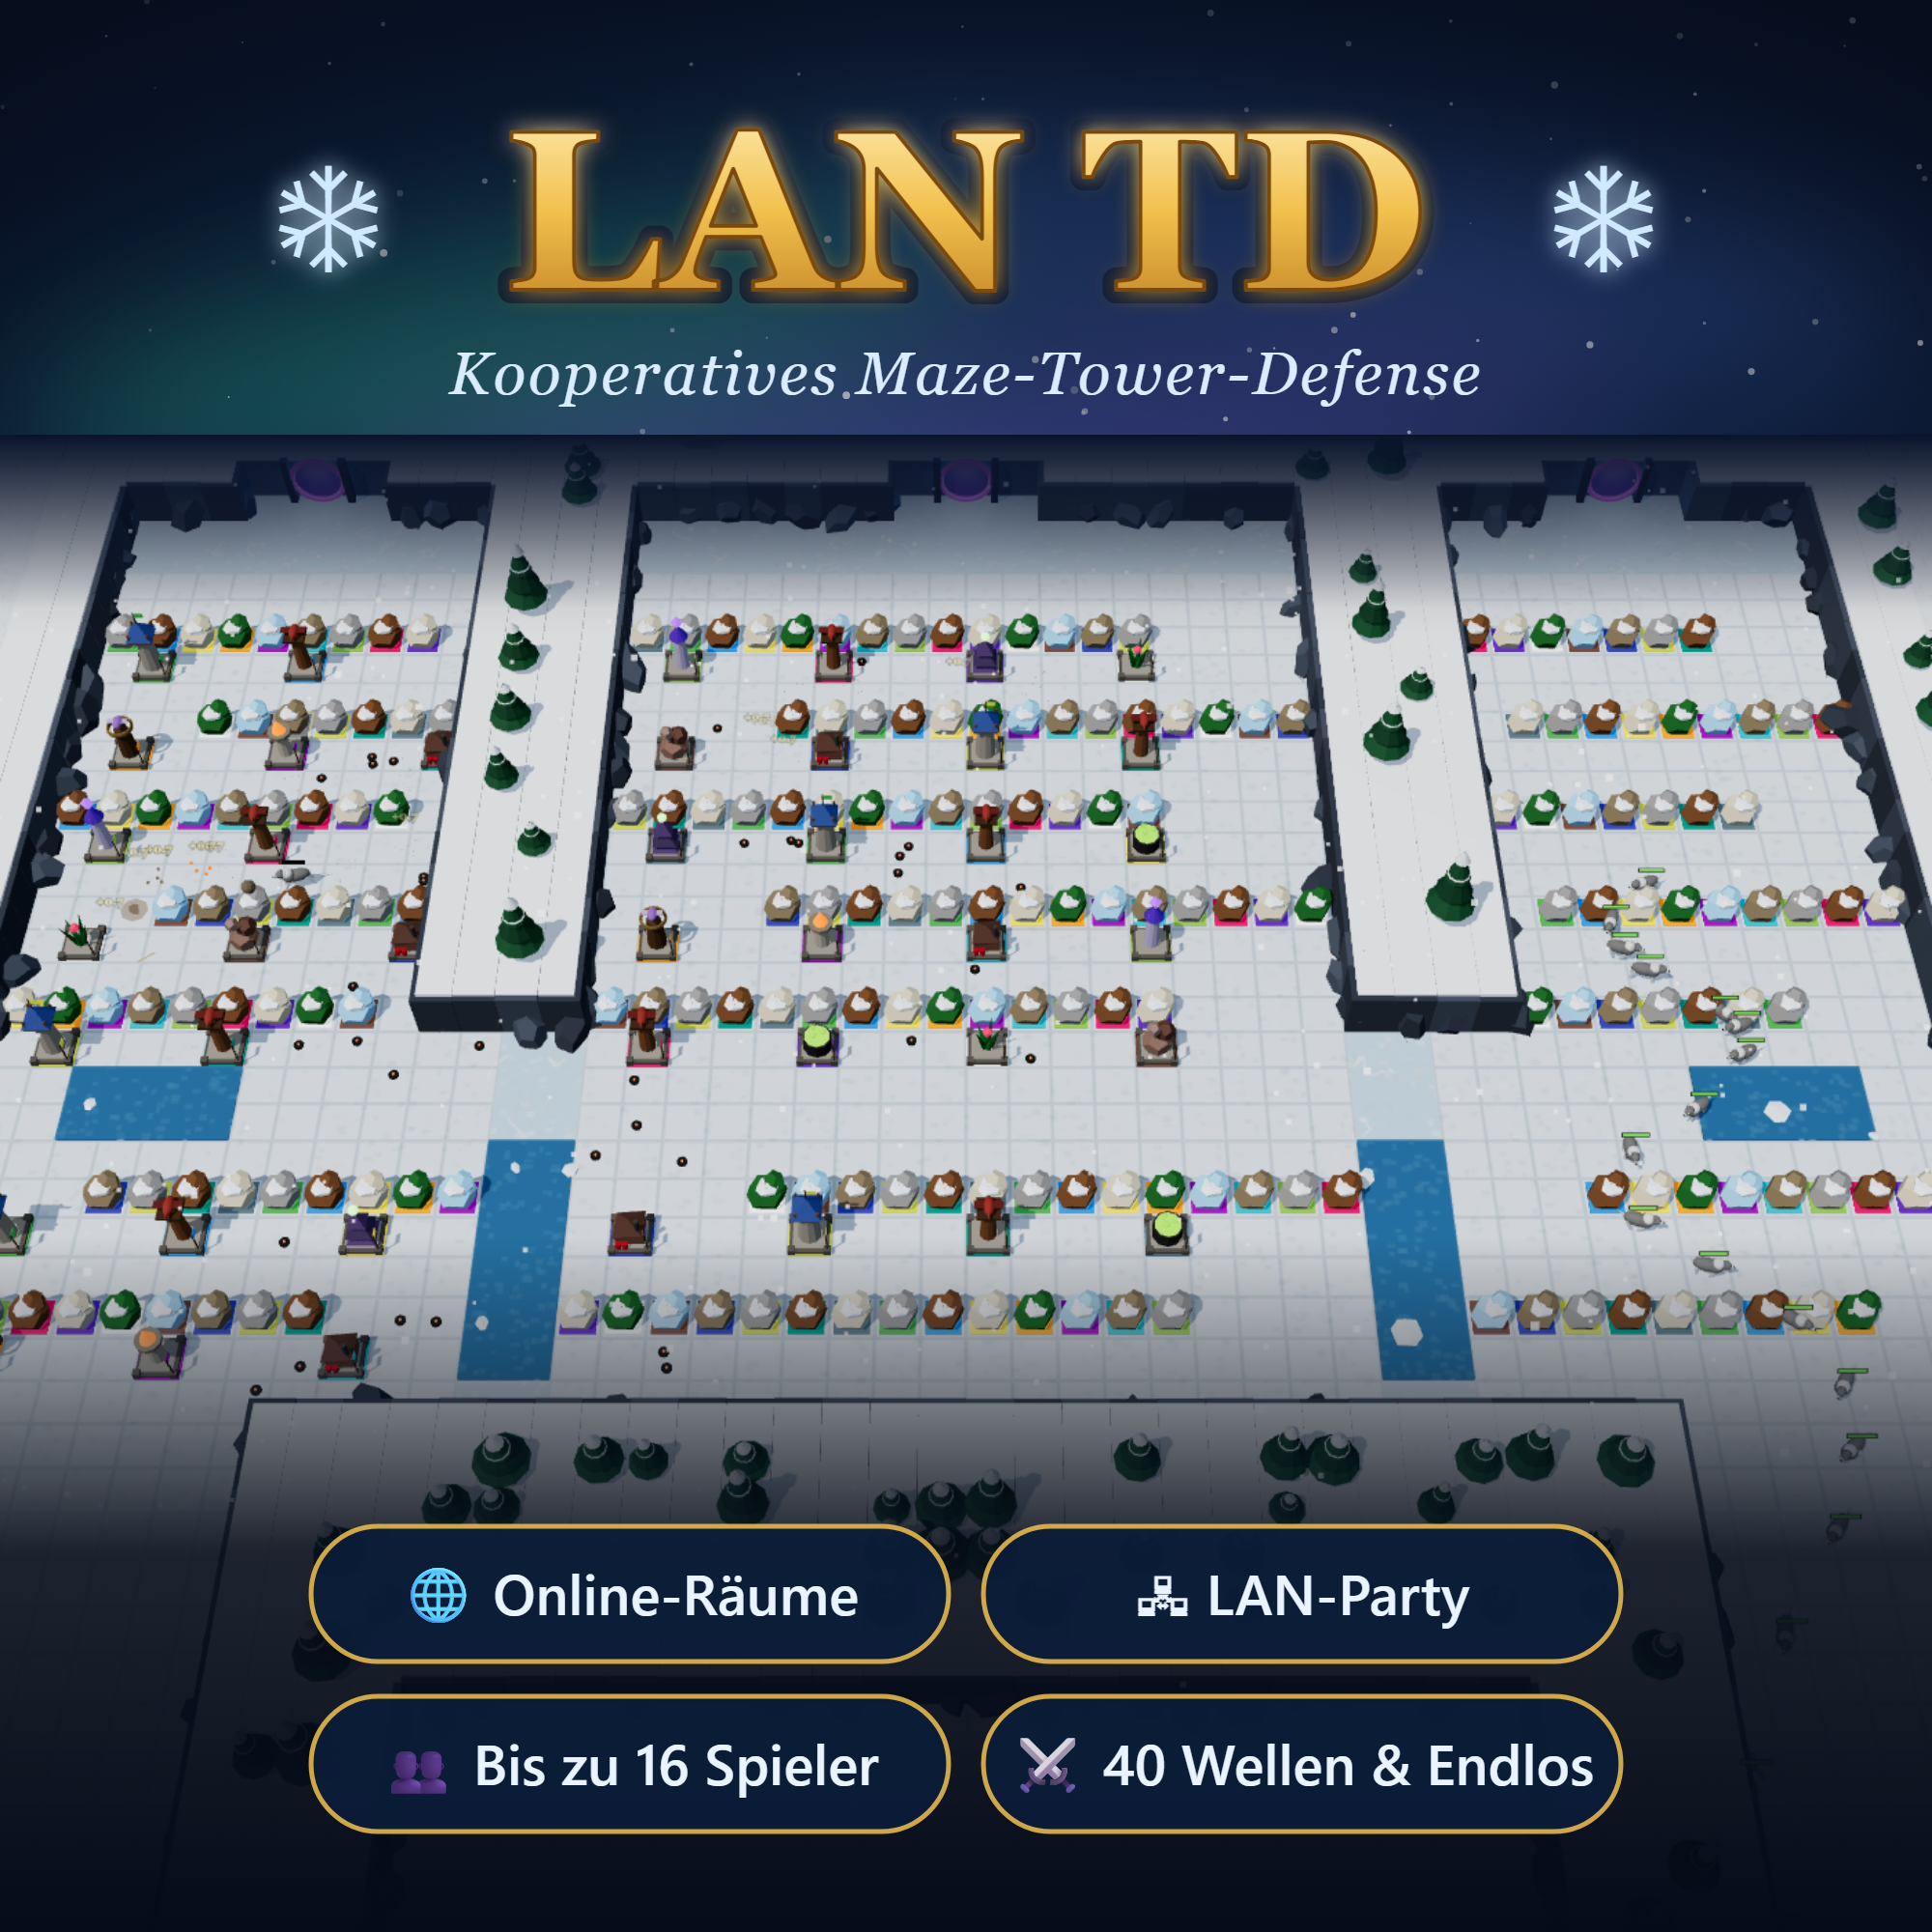 LAN TD
Kooperatives Maze-Tower-Defense
Online-Räume
LAN-Party
Bis zu 16 Spieler
40 Wellen & Endlos